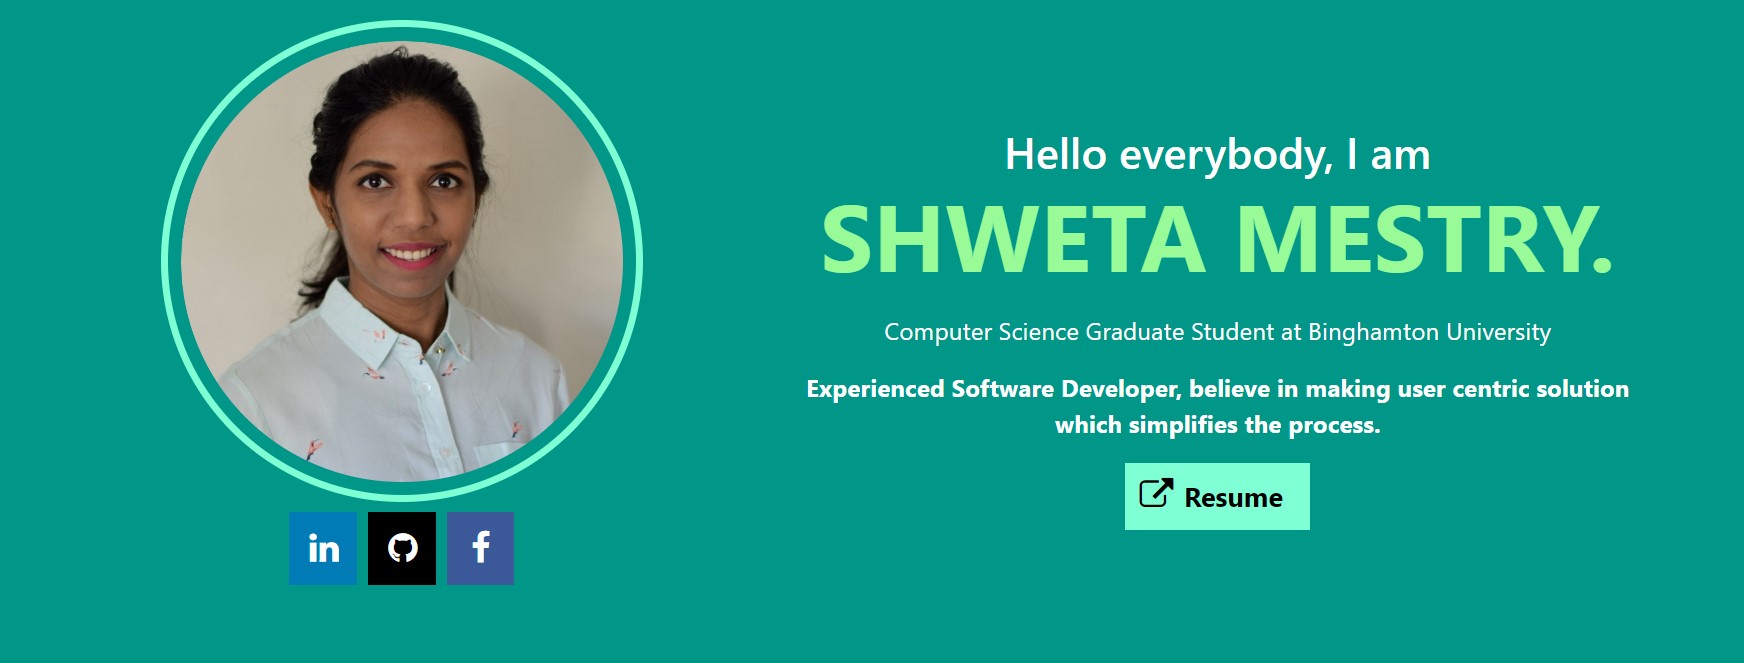 Hello everybody, I am
SHWETA MESTRY.
Computer Science Graduate Student at Binghamton University
Experienced Software Developer, believe in making user centric solution
which simplifies the process.
Resume
in
f